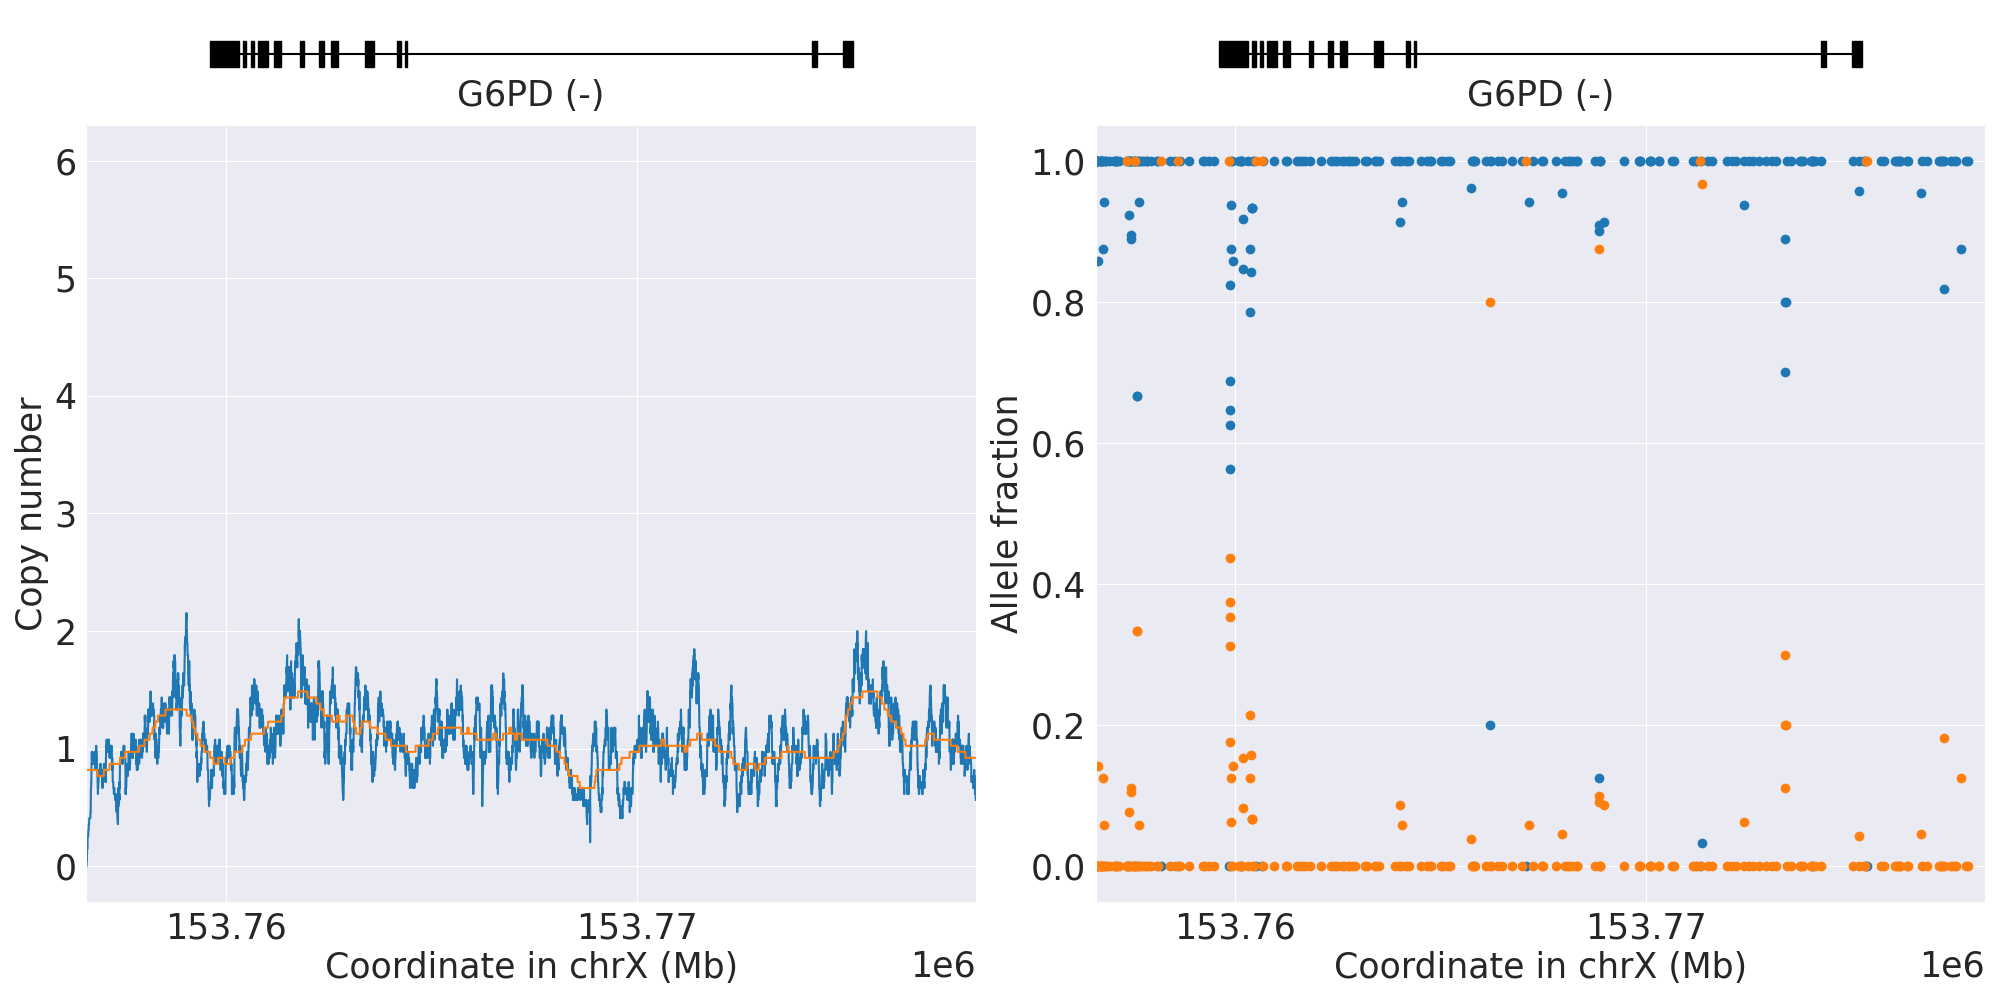 G6PD (-)
G6PD (-)
6
5
4
3
2
1
0
Copy number
153.76
153.77
Coordinate in chrX (Mb)
1e6
1.0
0.8
0.6
0.4
0.2
0.0
Allele fraction
153.76
153.77
Coordinate in chrX (Mb)
1e6